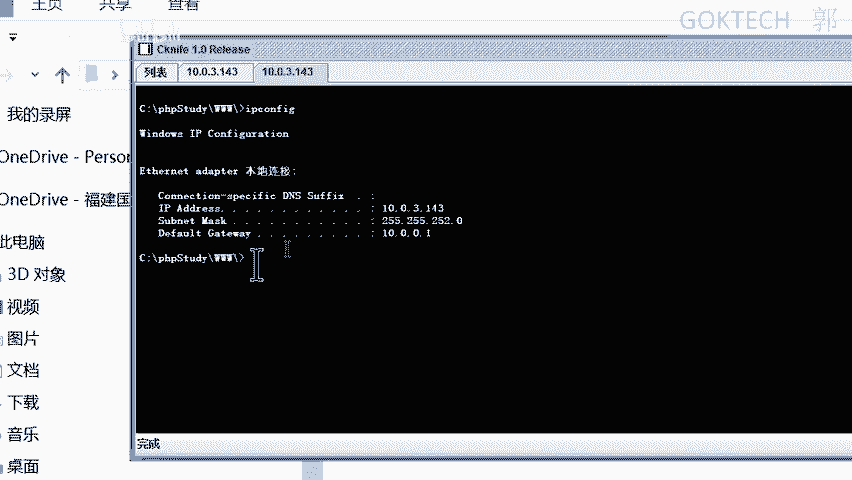 主页 共享 查看
GOKTECH 郭
Cknife 1.0 Release
列表 10.0.3.143 10.0.3.143
我的录屏
OneDrive - Person
OneDrive - 福建国
此电脑
3D 对象
视频
图片
文档
下载
音乐
桌面
C:\phpStudy\WWW\>ipconfig
Windows IP Configuration
Ethernet adapter 本地连接:
Connection-specific DNS Suffix . :
IP Address. . . . . . . . . . . . : 10.0.3.143
Subnet Mask . . . . . . . . . . . : 255.255.252.0
Default Gateway . . . . . . . . . : 10.0.0.1
C:\phpStudy\WWW\>
完成